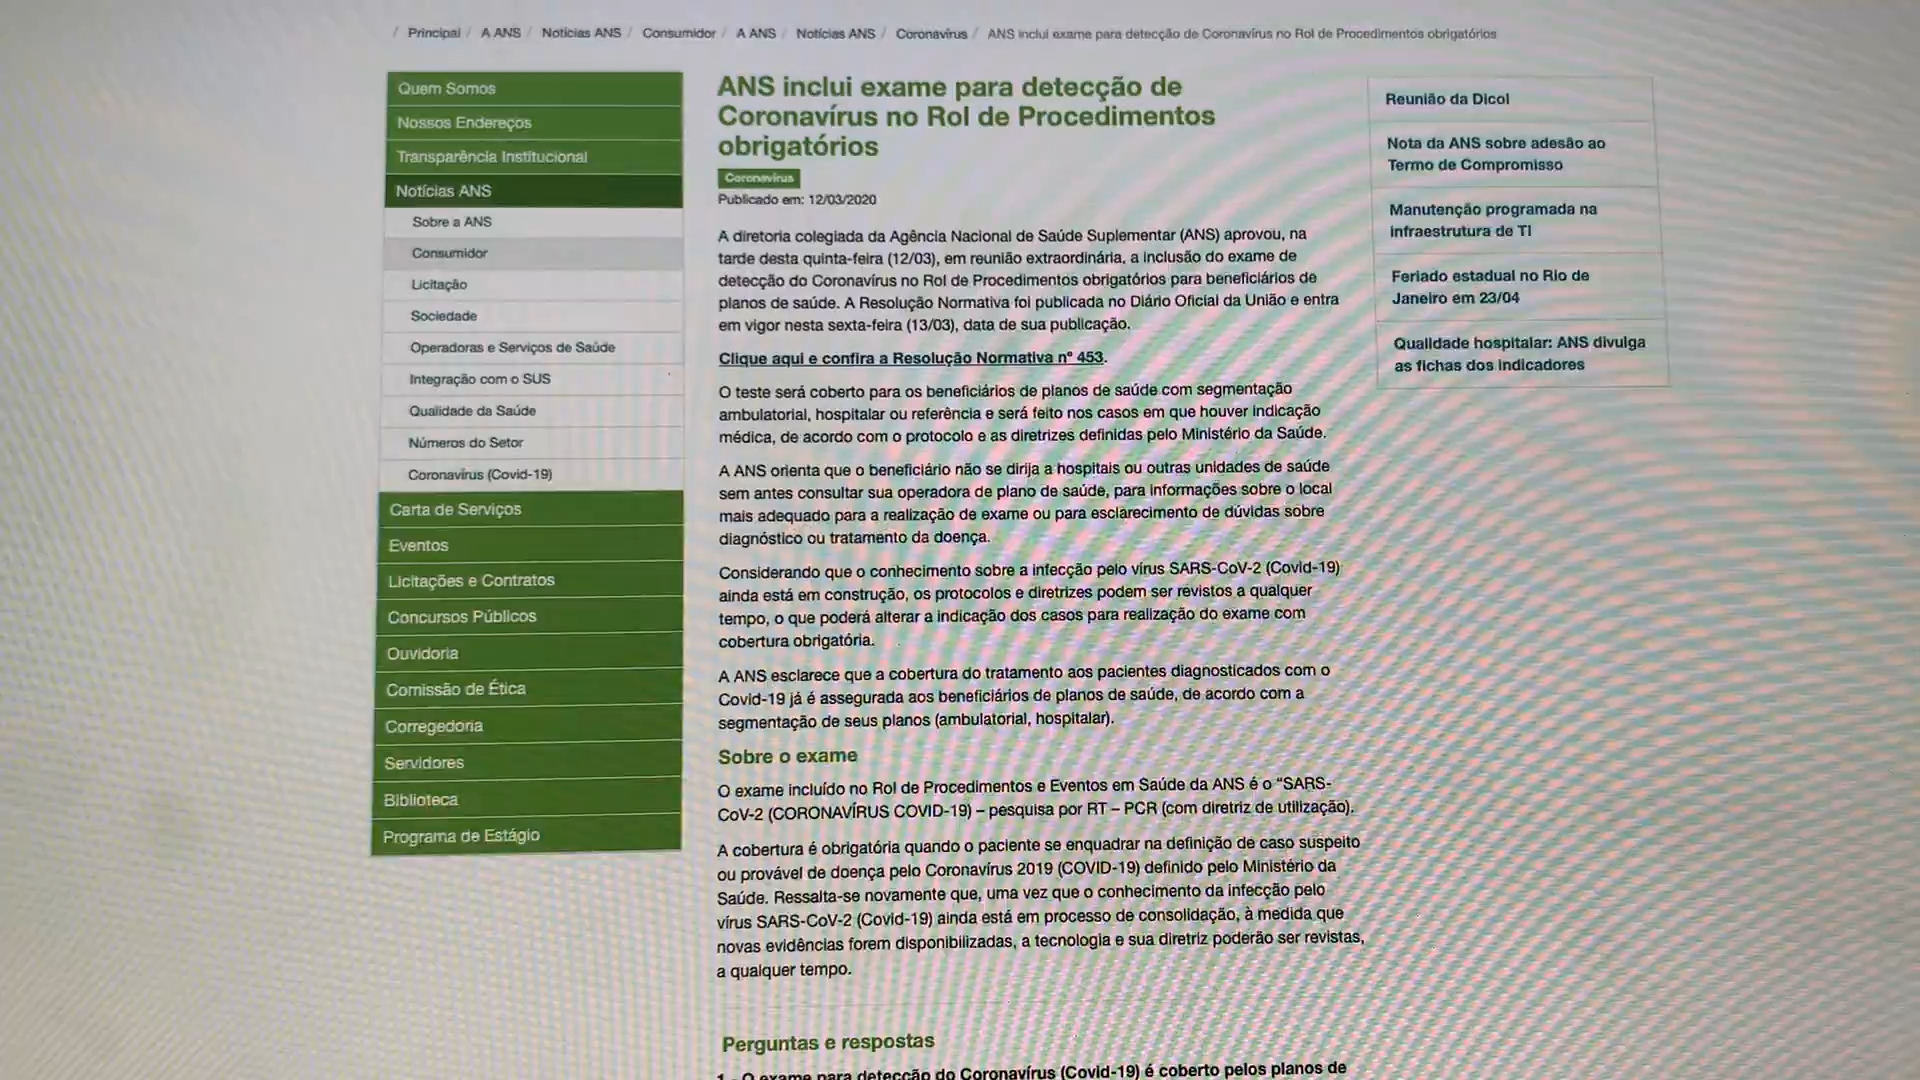 / Principal / A ANS / Notícias ANS / Consumidor / A ANS / Notícias ANS / Coronavírus / ANS inclui exame para detecção de Coronavírus no Rol de Procedimentos obrigatórios
Quem Somos
Nossos Endereços
Transparência Institucional
Notícias ANS
Sobre a ANS
Consumidor
Licitação
Sociedade
Operadoras e Serviços de Saúde
Integração com o SUS
Qualidade da Saúde
Números do Setor
Coronavírus (Covid-19)
Carta de Serviços
Eventos
Licitações e Contratos
Concursos Públicos
Ouvidoria
Comissão de Ética
Corregedoria
Servidores
Biblioteca
Programa de Estágio
ANS inclui exame para detecção de
Coronavírus no Rol de Procedimentos
obrigatórios
Coronavírus
Publicado em: 12/03/2020
A diretoria colegiada da Agência Nacional de Saúde Suplementar (ANS) aprovou, na
tarde desta quinta-feira (12/03), em reunião extraordinária, a inclusão do exame de
detecção do Coronavírus no Rol de Procedimentos obrigatórios para beneficiários de
planos de saúde. A Resolução Normativa foi publicada no Diário Oficial da União e entra
em vigor nesta sexta-feira (13/03), data de sua publicação.
Clique aqui e confira a Resolução Normativa nº 453.
O teste será coberto para os beneficiários de planos de saúde com segmentação
ambulatorial, hospitalar ou referência e será feito nos casos em que houver indicação
médica, de acordo com o protocolo e as diretrizes definidas pelo Ministério da Saúde.
A ANS orienta que o beneficiário não se dirija a hospitais ou outras unidades de saúde
sem antes consultar sua operadora de plano de saúde, para informações sobre o local
mais adequado para a realização de exame ou para esclarecimento de dúvidas sobre
diagnóstico ou tratamento da doença.
Considerando que o conhecimento sobre a infecção pelo vírus SARS-CoV-2 (Covid-19)
ainda está em construção, os protocolos e diretrizes podem ser revistos a qualquer
tempo, o que poderá alterar a indicação dos casos para realização do exame com
cobertura obrigatória.
A ANS esclarece que a cobertura do tratamento aos pacientes diagnosticados com o
Covid-19 já é assegurada aos beneficiários de planos de saúde, de acordo com a
segmentação de seus planos (ambulatorial, hospitalar).
Sobre o exame
O exame incluído no Rol de Procedimentos e Eventos em Saúde da ANS é o “SARS-
CoV-2 (CORONAVÍRUS COVID-19) – pesquisa por RT – PCR (com diretriz de utilização).
A cobertura é obrigatória quando o paciente se enquadrar na definição de caso suspeito
ou provável de doença pelo Coronavírus 2019 (COVID-19) definido pelo Ministério da
Saúde. Ressalta-se novamente que, uma vez que o conhecimento da infecção pelo
vírus SARS-CoV-2 (Covid-19) ainda está em processo de consolidação, à medida que
novas evidências forem disponibilizadas, a tecnologia e sua diretriz poderão ser revistas,
a qualquer tempo.
Perguntas e respostas
1 - O exame para detecção do Coronavírus (Covid-19) é coberto pelos planos de
Reunião da Dicol
Nota da ANS sobre adesão ao
Termo de Compromisso
Manutenção programada na
infraestrutura de TI
Feriado estadual no Rio de
Janeiro em 23/04
Qualidade hospitalar: ANS divulga
as fichas dos indicadores